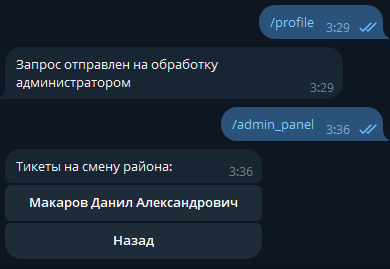 /profile 3:29
Запрос отправлен на обработку
администратором
3:29
/admin_panel 3:36
Тикеты на смену района:
3:36
Макаров Данил Александрович
Назад